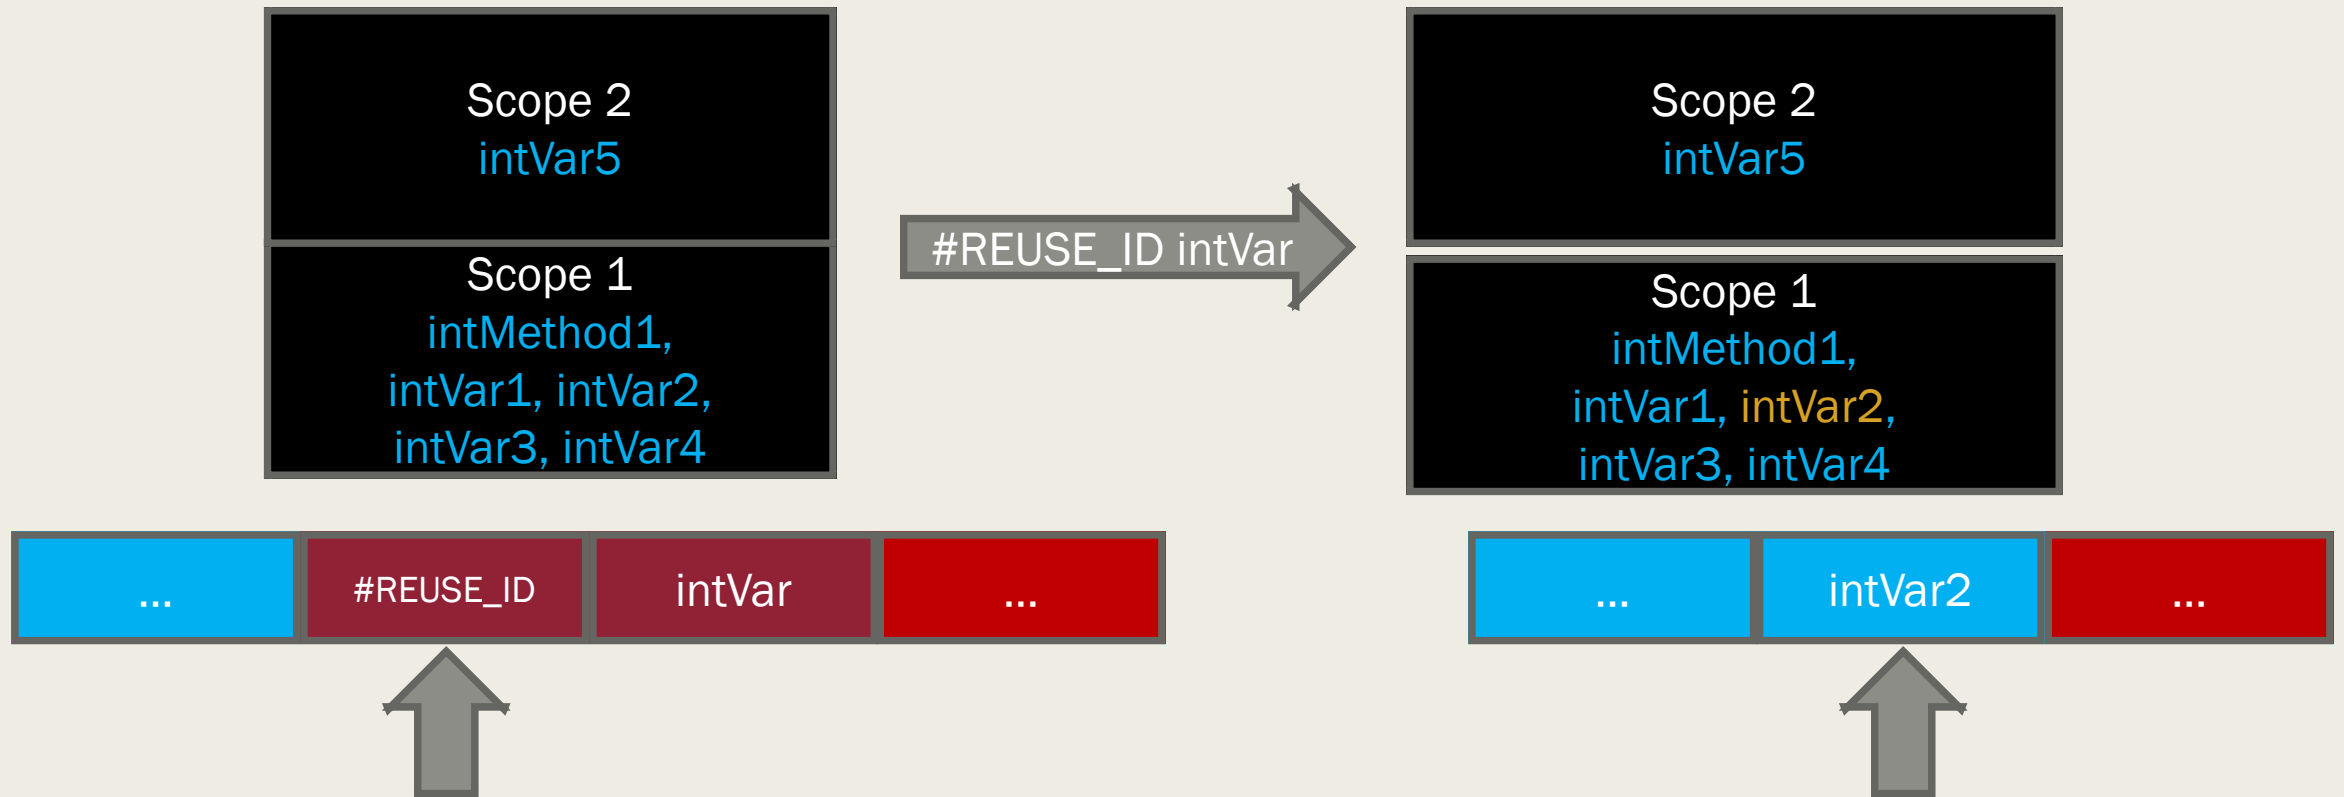 Scope 2
intVar5
Scope 1
intMethod1,
intVar1, intVar2,
intVar3, intVar4
#REUSE_ID intVar
Scope 2
intVar5
Scope 1
intMethod1,
intVar1, intVar2,
intVar3, intVar4
... #REUSE_ID intVar ...
... intVar2 ...